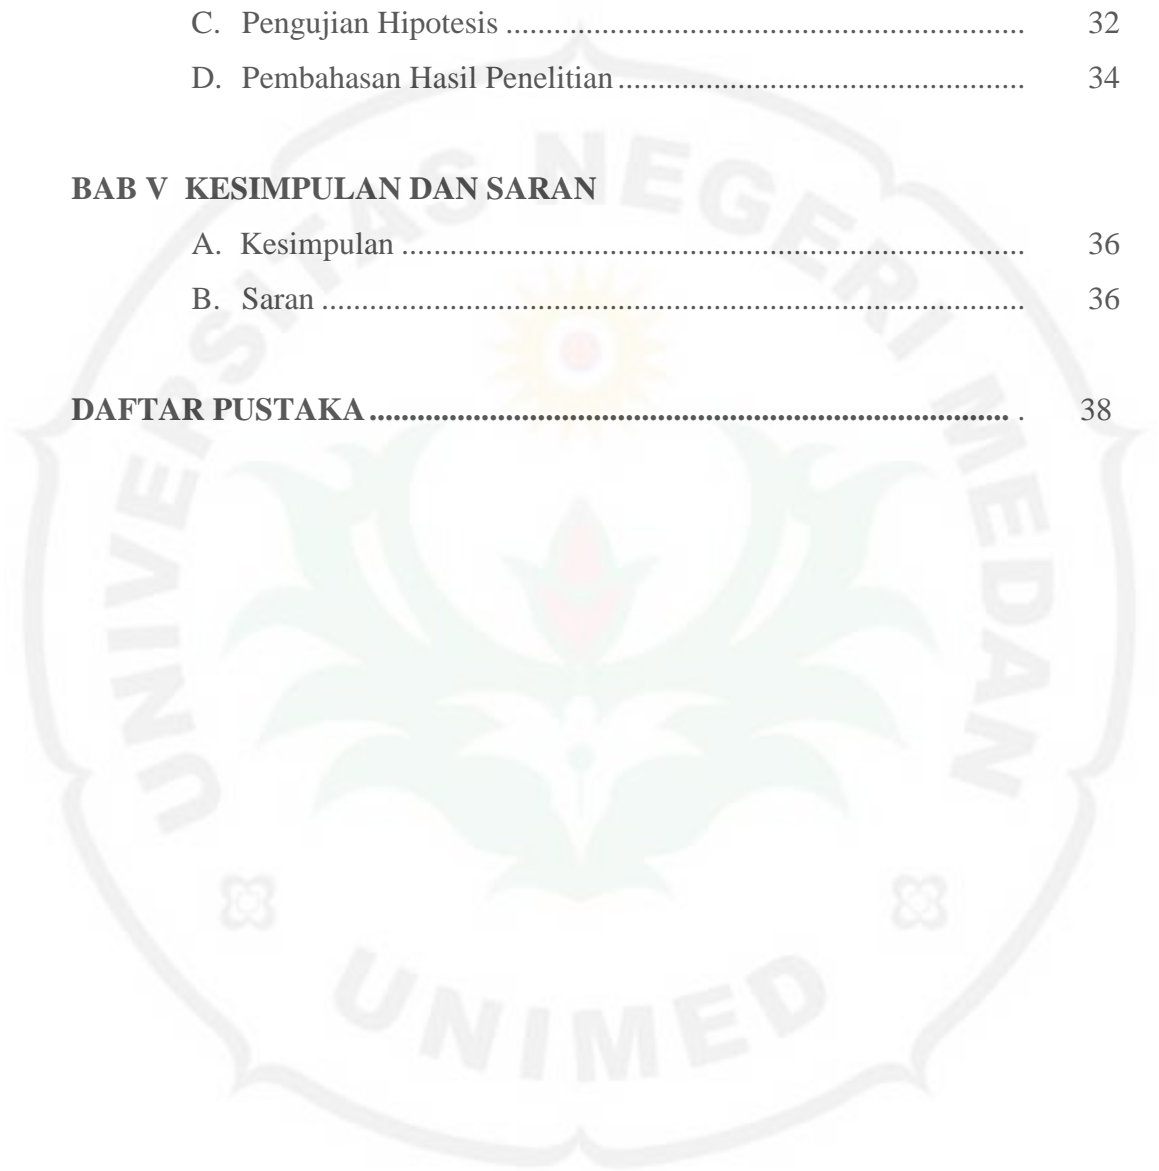 C. Pengujian Hipotesis ................................................................. 32
D. Pembahasan Hasil Penelitian ................................................... 34
BAB V KESIMPULAN DAN SARAN
A. Kesimpulan .............................................................................. 36
B. Saran ........................................................................................ 36
DAFTAR PUSTAKA ................................................................................ . 38
UNIVERSITAS NEGERI MEDAN
UNIMED